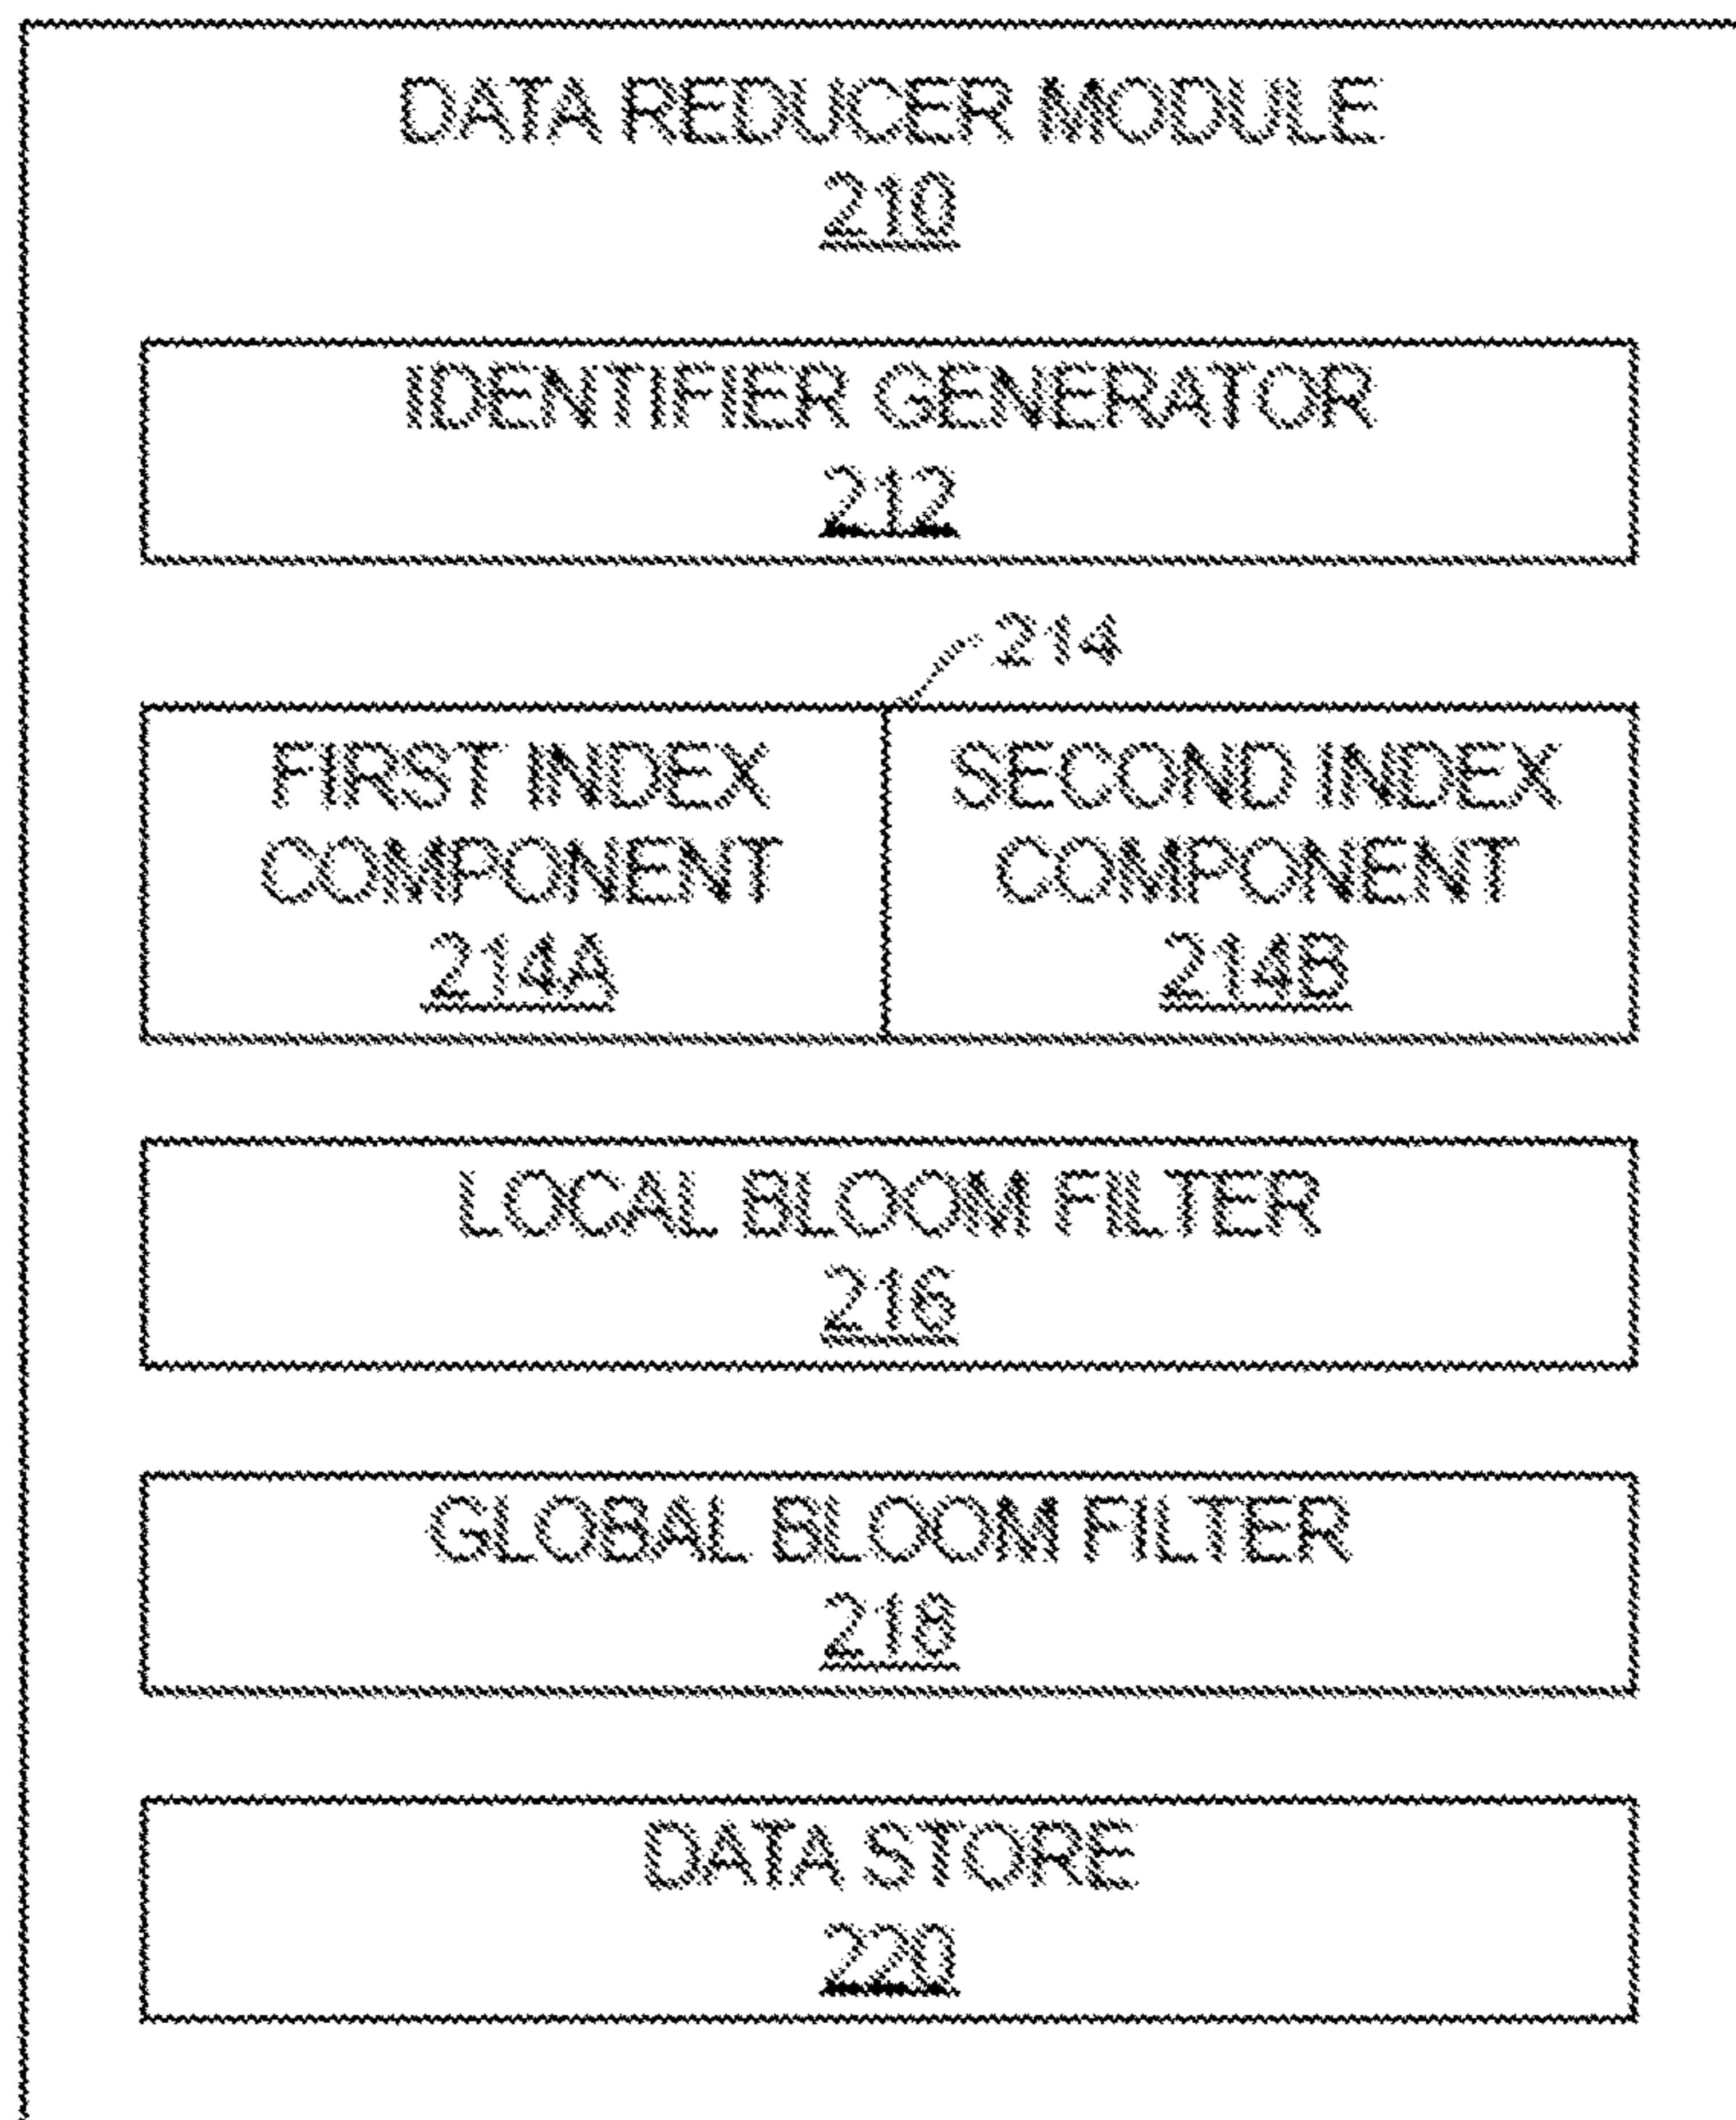 DATA REDUCER MODULE
210
IDENTIFIER GENERATOR
212
214
FIRST INDEX
COMPONENT
214A
SECOND INDEX
COMPONENT
214B
LOCAL BLOOM FILTER
216
GLOBAL BLOOM FILTER
218
DATA STORE
220